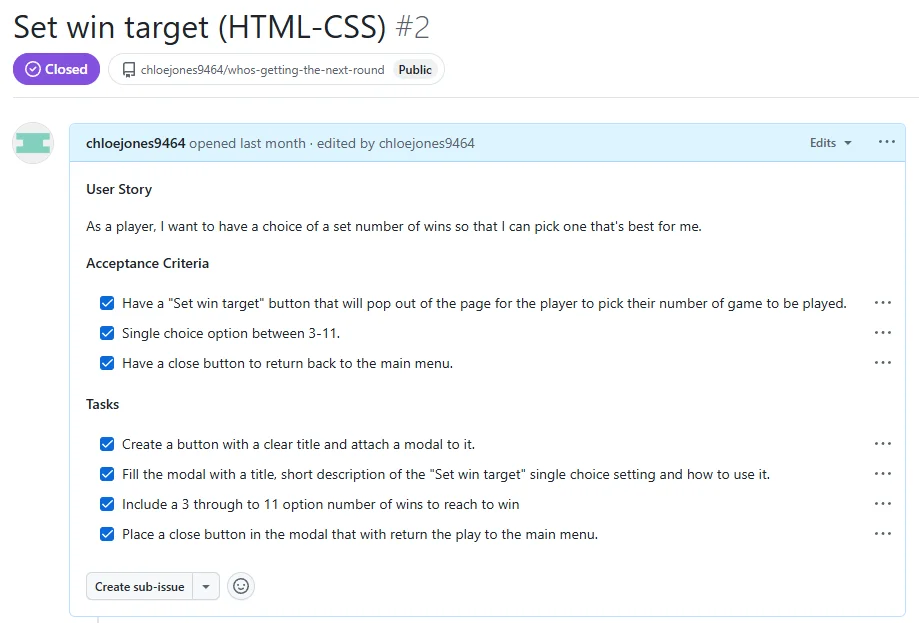 Set win target (HTML-CSS) #2
Closed chloejones9464/whos-getting-the-next-round Public
chloejones9464 opened last month · edited by chloejones9464 Edits
User Story
As a player, I want to have a choice of a set number of wins so that I can pick one that's best for me.
Acceptance Criteria
Have a "Set win target" button that will pop out of the page for the player to pick their number of game to be played.
Single choice option between 3-11.
Have a close button to return back to the main menu.
Tasks
Create a button with a clear title and attach a modal to it.
Fill the modal with a title, short description of the "Set win target" single choice setting and how to use it.
Include a 3 through to 11 option number of wins to reach to win
Place a close button in the modal that with return the play to the main menu.
Create sub-issue